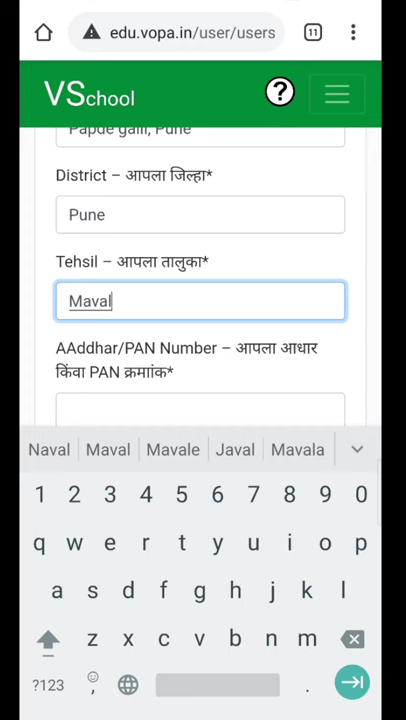 edu.vopa.in/user/users
11
VSchool
?
Papde galli, Pune
District – आपला जिल्हा*
Pune
Tehsil – आपला तालुका*
Maval
AAddhar/PAN Number – आपला आधार
किंवा PAN क्रमाांक*
Naval Maval Mavale Javal Mavala
1 2 3 4 5 6 7 8 9 0
q w e r t y u i o p
a s d f g h j k l
z x c v b n m
?123 , .